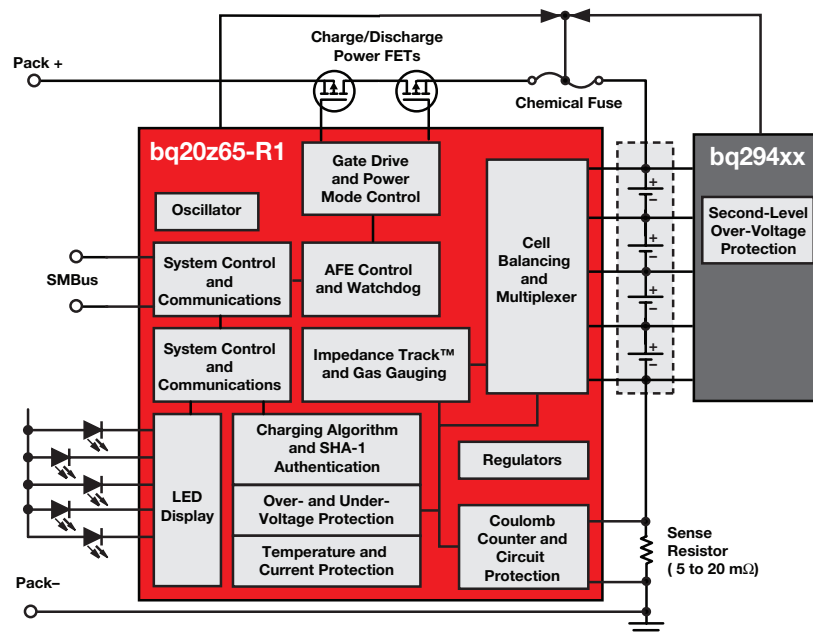 Charge/Discharge
Power FETs
Pack +
Chemical Fuse
bq20z65-R1
bq294xx
Gate Drive
and Power
Mode Control
Oscillator
Second-Level
Over-Voltage
Protection
Cell
Balancing
and
Multiplexer
System Control
and
Communications
AFE Control
and Watchdog
SMBus
System Control
and
Communications
Impedance Track™
and Gas Gauging
+
−
+
−
+
−
+
−
LED
Display
Charging Algorithm
and SHA-1
Authentication
Regulators
Over- and Under-
Voltage Protection
Temperature and
Current Protection
Coulomb
Counter and
Circuit
Protection
Sense
Resistor
( 5 to 20 mΩ)
Pack–